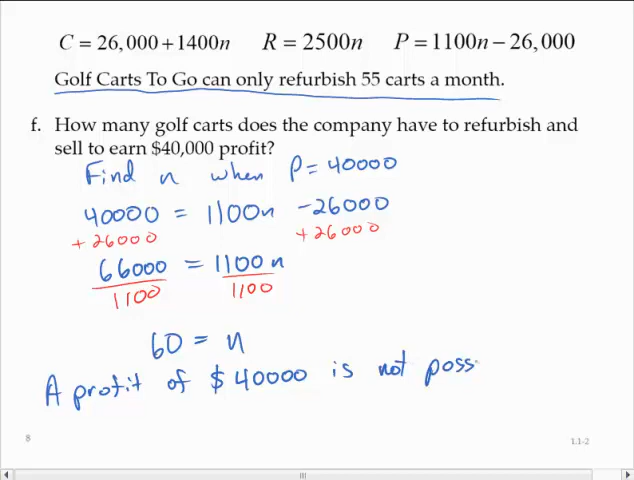 C = 26,000 + 1400n R = 2500n P = 1100n − 26,000
Golf Carts To Go can only refurbish 55 carts a month.
f. How many golf carts does the company have to refurbish and
sell to earn $40,000 profit?
Find n when P = 40000
40000 = 1100n − 26000
+ 26000 + 26000
66000 = 1100 n
1100 1100
60 = n
A profit of $ 40000 is not poss
8 1.1-2